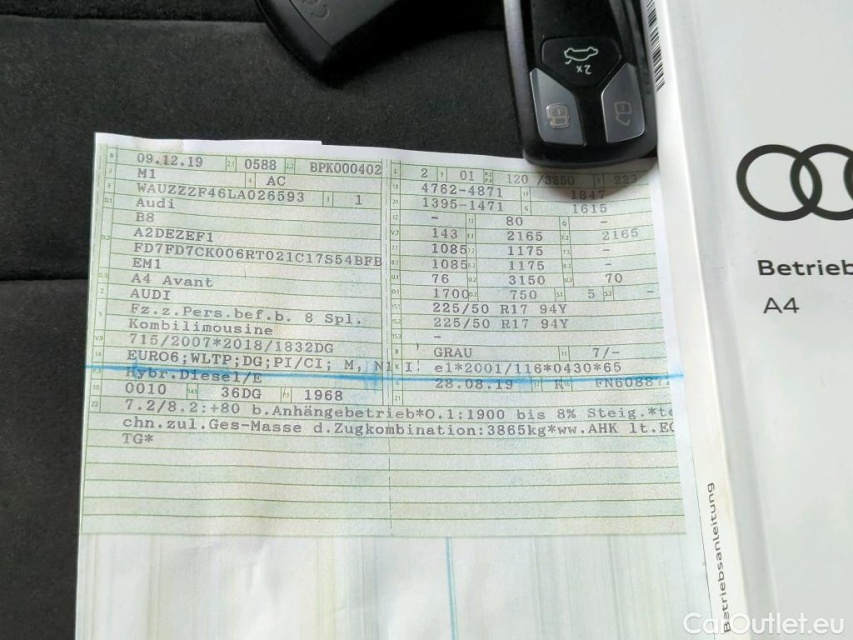 2x
09.12.19 0588 BPK000402
M1 AC
WAUZZZF46LA026593 1
Audi
B8
A2DEZEF1
FD7FD7CK006RT021C17S54BFB
EM1
A4 Avant
AUDI
Fz.z.Pers.bef.b. 8 Spl.
Kombilimousine
715/2007*2018/1832DG
EURO6;WLTP;DG;PI/CI; M, N1 I
Hybr.Diesel/E
0010 36DG 1968
2 01 120 /3250
4762-4871 1847
1395-1471 1615
- 80 -
143 2165 2165
1085 1175 -
1085 1175 -
76 3150 70
1700 750 5 -
225/50 R17 94Y
225/50 R17 94Y
GRAU 7/-
e1*2001/116*0430*65
28.08.19 K
7.2/8.2:+80 b.Anhängebetrieb*O.1:1900 bis 8% Steig.*te
chn.zul.Ges-Masse d.Zugkombination:3865kg*ww.AHK lt.EG
TG*
Betrieb
A4
Betriebsanleitung
CarOutlet.eu